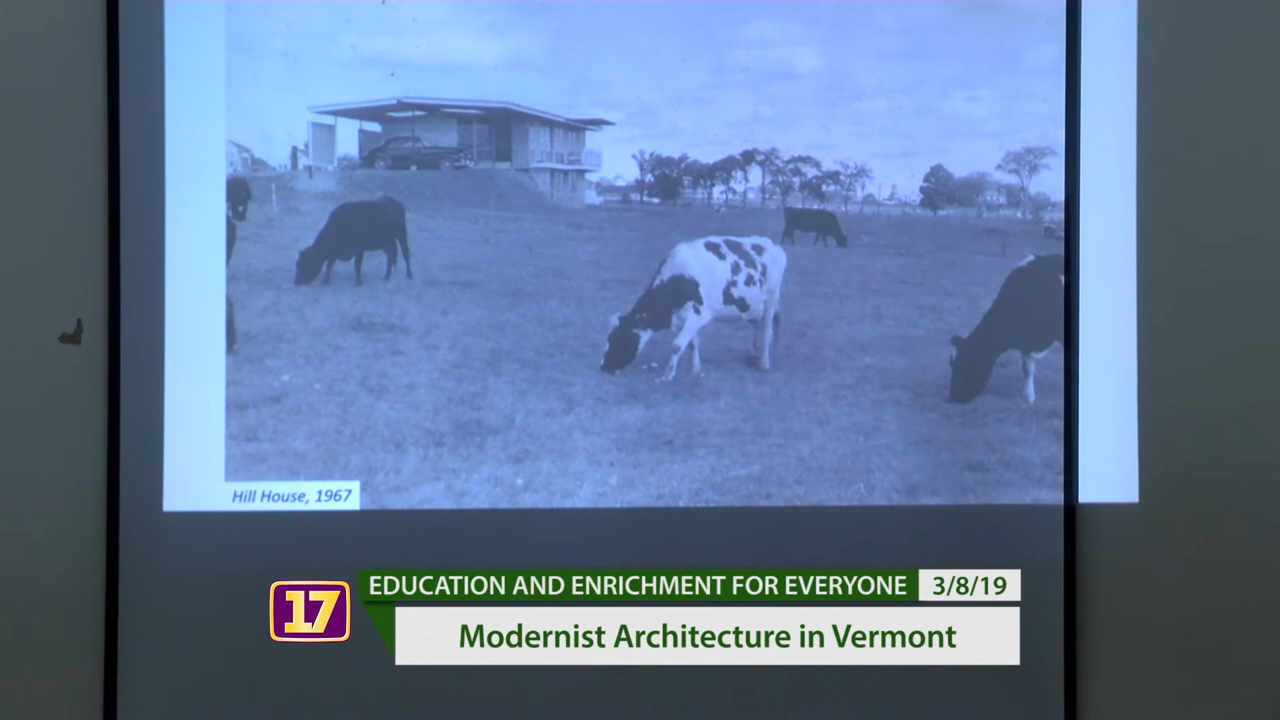 Hill House, 1967
17
EDUCATION AND ENRICHMENT FOR EVERYONE 3/8/19
Modernist Architecture in Vermont